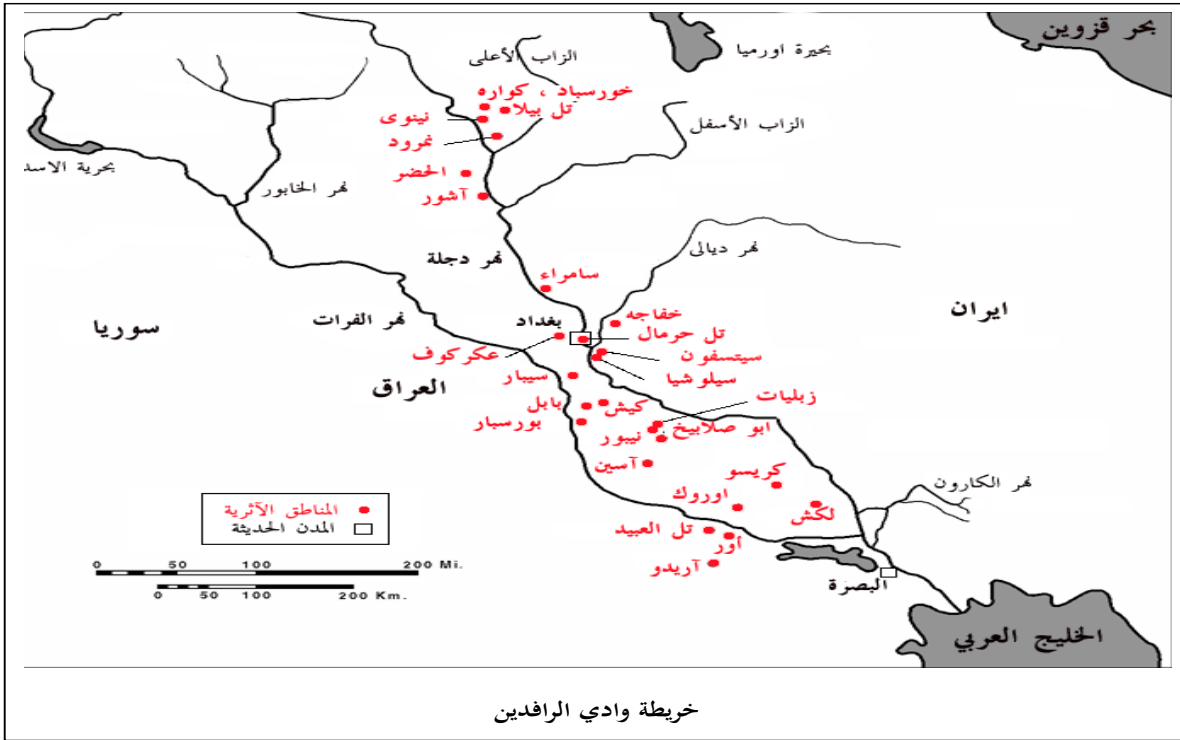 بحر قزوين
بحيرة اورميا
الزاب الأعلى
خورسباد ، كواره
تل بيلا
نينوى
نمرود
الزاب الأسفل
بحرية الاسد
الحضر
نهر الخابور
آشور
نهر دجلة
نهر ديالى
سامراء
ايران
خفاجه
سوريا
نهر الفرات
بغداد
تل حرمال
عكركوف
سيتسفون
سيلوشيا
العراق
سيبار
زبليات
بابل
كيش
بورسبار
ابو صلابيخ
نيبور
آسين
كريسو
نهر الكارون
اوروك
لكش
المناطق الآثرية
المدن الحديثة
تل العبيد
أور
آريدو
البصرة
0 50 100 200 Mi.
0 50 100 200 Km.
الخليج العربي
خريطة وادي الرافدين